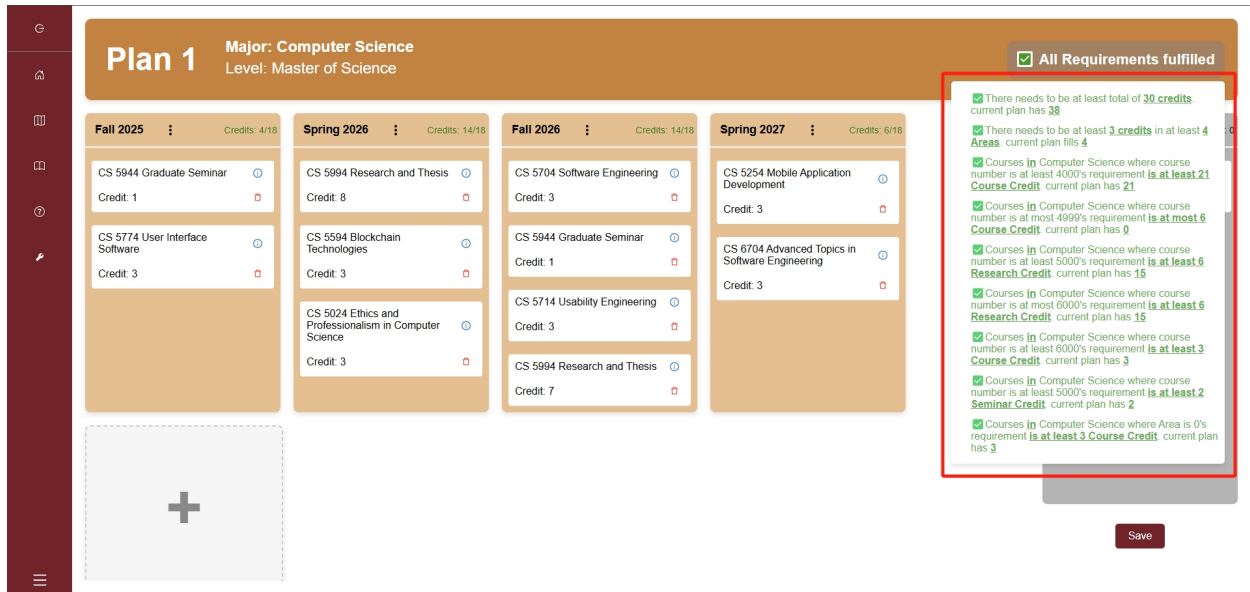 Plan 1
Major: Computer Science
Level: Master of Science
All Requirements fulfilled
There needs to be at least total of 30 credits.
current plan has 38
There needs to be at least 3 credits in at least 4
Areas. current plan fills 4
Courses in Computer Science where course
number is at least 4000's requirement is at least 21
Course Credit. current plan has 21
Courses in Computer Science where course
number is at most 4999's requirement is at most 6
Course Credit. current plan has 0
Courses in Computer Science where course
number is at least 5000's requirement is at least 6
Research Credit. current plan has 15
Courses in Computer Science where course
number is at most 6000's requirement is at least 6
Research Credit. current plan has 15
Courses in Computer Science where course
number is at least 6000's requirement is at least 3
Course Credit. current plan has 3
Courses in Computer Science where course
number is at least 5000's requirement is at least 2
Seminar Credit. current plan has 2
Courses in Computer Science where Area is 0's
requirement is at least 3 Course Credit. current plan
has 3
Fall 2025
Credits: 4/18
CS 5944 Graduate Seminar
Credit: 1
CS 5774 User Interface
Software
Credit: 3
Spring 2026
Credits: 14/18
CS 5994 Research and Thesis
Credit: 8
CS 5594 Blockchain
Technologies
Credit: 3
CS 5024 Ethics and
Professionalism in Computer
Science
Credit: 3
Fall 2026
Credits: 14/18
CS 5704 Software Engineering
Credit: 3
CS 5944 Graduate Seminar
Credit: 1
CS 5714 Usability Engineering
Credit: 3
CS 5994 Research and Thesis
Credit: 7
Spring 2027
Credits: 6/18
CS 5254 Mobile Application
Development
Credit: 3
CS 6704 Advanced Topics in
Software Engineering
Credit: 3
: 0
Save